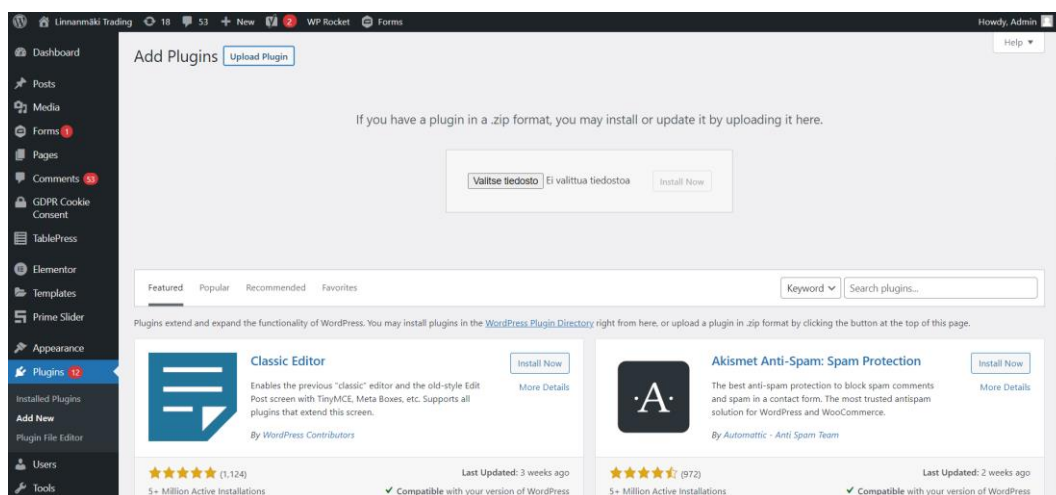 Linnanmäki Trading 18 53 + New 2 WP Rocket Forms Howdy, Admin
Help ▼
Dashboard
Posts
Media
Forms 1
Pages
Comments 53
GDPR Cookie
Consent
TablePress
Elementor
Templates
Prime Slider
Appearance
Plugins 12
Installed Plugins
Add New
Plugin File Editor
Users
Tools
Add Plugins Upload Plugin
If you have a plugin in a .zip format, you may install or update it by uploading it here.
Valitse tiedosto Ei valittua tiedostoa Install Now
Featured Popular Recommended Favorites Keyword Search plugins...
Plugins extend and expand the functionality of WordPress. You may install plugins in the WordPress Plugin Directory right from here, or upload a plugin in .zip format by clicking the button at the top of this page.
Classic Editor
Install Now
More Details
Enables the previous "classic" editor and the old-style Edit
Post screen with TinyMCE, Meta Boxes, etc. Supports all
plugins that extend this screen.
By WordPress Contributors
(1,124) Last Updated: 3 weeks ago
5+ Million Active Installations ✔ Compatible with your version of WordPress
·A·
Akismet Anti-Spam: Spam Protection
Install Now
More Details
The best anti-spam protection to block spam comments
and spam in a contact form. The most trusted antispam
solution for WordPress and WooCommerce.
By Automattic - Anti Spam Team
(972) Last Updated: 2 weeks ago
5+ Million Active Installations ✔ Compatible with your version of WordPress